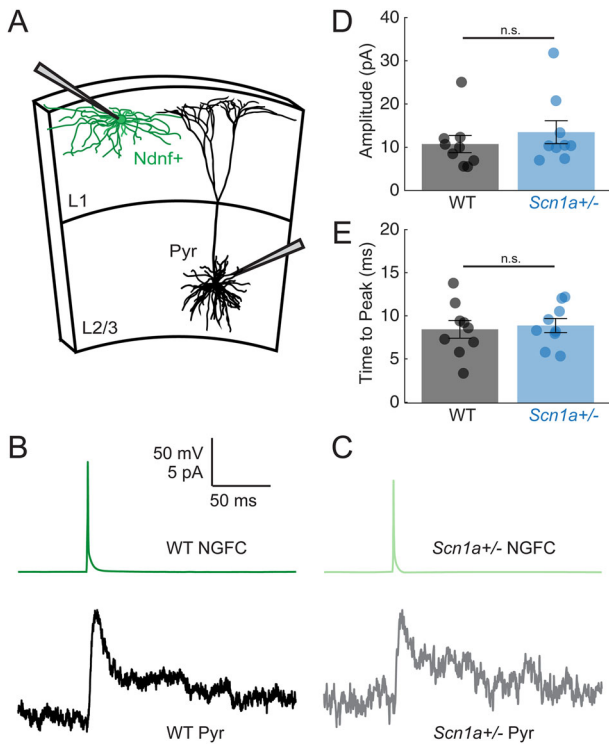 A
Ndnf+
L1
Pyr
L2/3
D
n.s.
Amplitude (pA)
40
30
20
10
0
WT
Scn1a+/-
E
n.s.
Time to Peak (ms)
20
15
10
5
0
WT
Scn1a+/-
B
50 mV
5 pA
50 ms
WT NGFC
WT Pyr
C
Scn1a+/- NGFC
Scn1a+/- Pyr